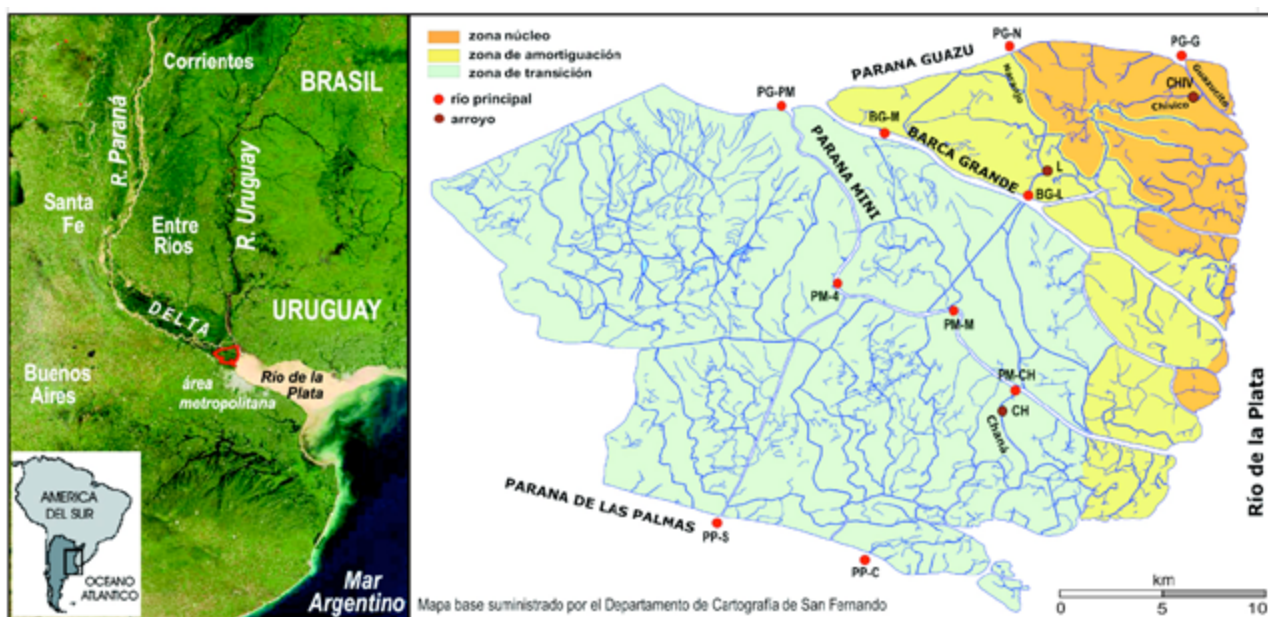 Corrientes
BRASIL
R. Paraná
R. Uruguay
Santa
Fe
Entre
Ríos
URUGUAY
DELTA
Buenos
Aires
área
metropolitana
Río de la
Plata
AMERICA
DEL SUR
OCEANO
ATLANTICO
Mar
Argentino
zona núcleo
zona de amortiguación
zona de transición
río principal
arroyo
PG-N
PG-G
PARANA GUAZU
Naranjo
Guazucito
CHIV
Chívico
PG-PM
BG-M
PARANA MINI
BARCA GRANDE
L
BG-L
PM-4
PM-M
PM-CH
CH
Chaná
Río de la Plata
PARANA DE LAS PALMAS
PP-S
PP-C
km
0 5 10
Mapa base suministrado por el Departamento de Cartografía de San Fernando